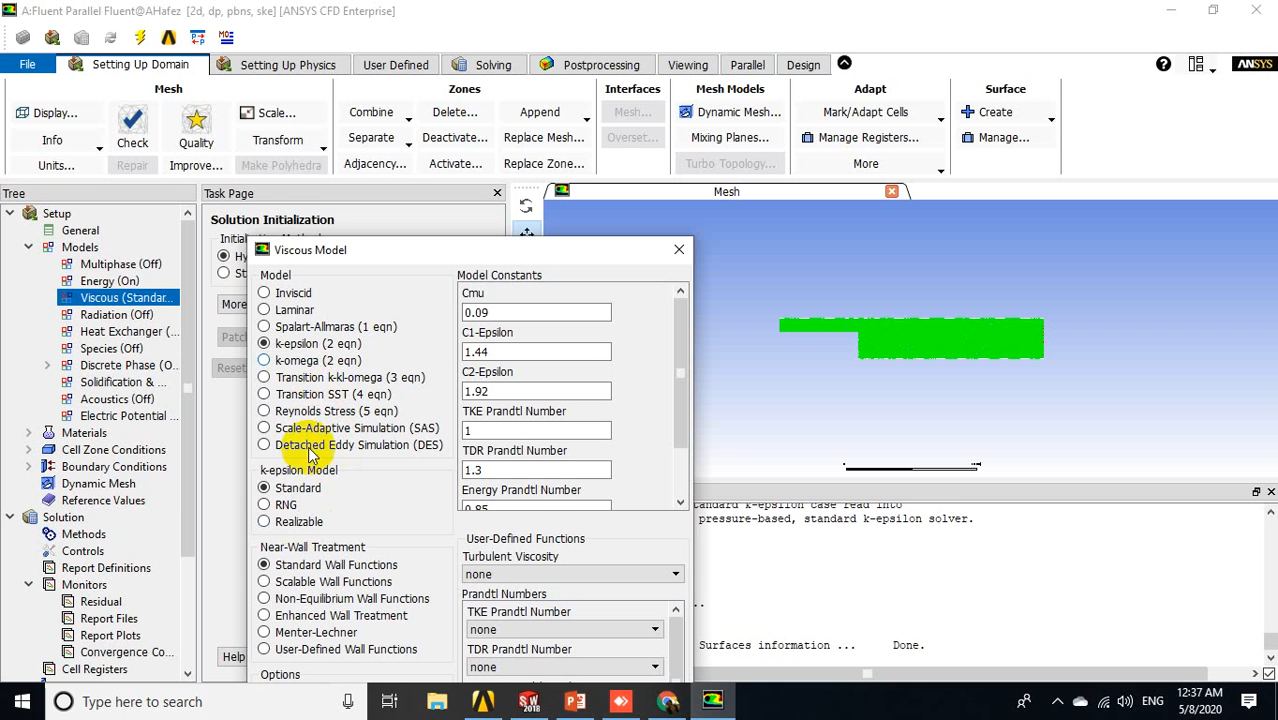 A:Fluent Parallel Fluent@AHafez [2d, dp, pbns, ske] [ANSYS CFD Enterprise]
File
Setting Up Domain
Setting Up Physics
User Defined
Solving
Postprocessing
Viewing
Parallel
Design
ANSYS
Mesh
Zones
Interfaces
Mesh Models
Adapt
Surface
Display...
Scale...
Combine
Delete...
Append
Mesh...
Dynamic Mesh...
Mark/Adapt Cells
Create
Info
Check
Quality
Transform
Separate
Deactivate...
Replace Mesh...
Overset...
Mixing Planes...
Manage Registers...
Manage...
Units...
Repair
Improve...
Make Polyhedra
Adjacency...
Activate...
Replace Zone...
Turbo Topology...
More
Tree
Task Page
Mesh
Setup
General
Models
Multiphase (Off)
Energy (On)
Viscous (Standar...
Radiation (Off)
Heat Exchanger (...
Species (Off)
Discrete Phase (O...
Solidification & ...
Acoustics (Off)
Electric Potential ...
Materials
Cell Zone Conditions
Boundary Conditions
Dynamic Mesh
Reference Values
Solution
Methods
Controls
Report Definitions
Monitors
Residual
Report Files
Report Plots
Convergence Co...
Cell Registers
Solution Initialization
More
Patc
Reset
Help
Viscous Model
Model
Inviscid
Laminar
Spalart-Allmaras (1 eqn)
k-epsilon (2 eqn)
k-omega (2 eqn)
Transition k-kl-omega (3 eqn)
Transition SST (4 eqn)
Reynolds Stress (5 eqn)
Scale-Adaptive Simulation (SAS)
Detached Eddy Simulation (DES)
k-epsilon Model
Standard
RNG
Realizable
Near-Wall Treatment
Standard Wall Functions
Scalable Wall Functions
Non-Equilibrium Wall Functions
Enhanced Wall Treatment
Menter-Lechner
User-Defined Wall Functions
Options
Model Constants
Cmu
0.09
C1-Epsilon
1.44
C2-Epsilon
1.92
TKE Prandtl Number
1
TDR Prandtl Number
1.3
Energy Prandtl Number
0.85
User-Defined Functions
Turbulent Viscosity
none
Prandtl Numbers
TKE Prandtl Number
none
TDR Prandtl Number
none
tandard k-epsilon case read into
pressure-based, standard k-epsilon solver.
..
Surfaces information ... Done.
Type here to search
SW
2018
ENG
12:37 AM
5/8/2020